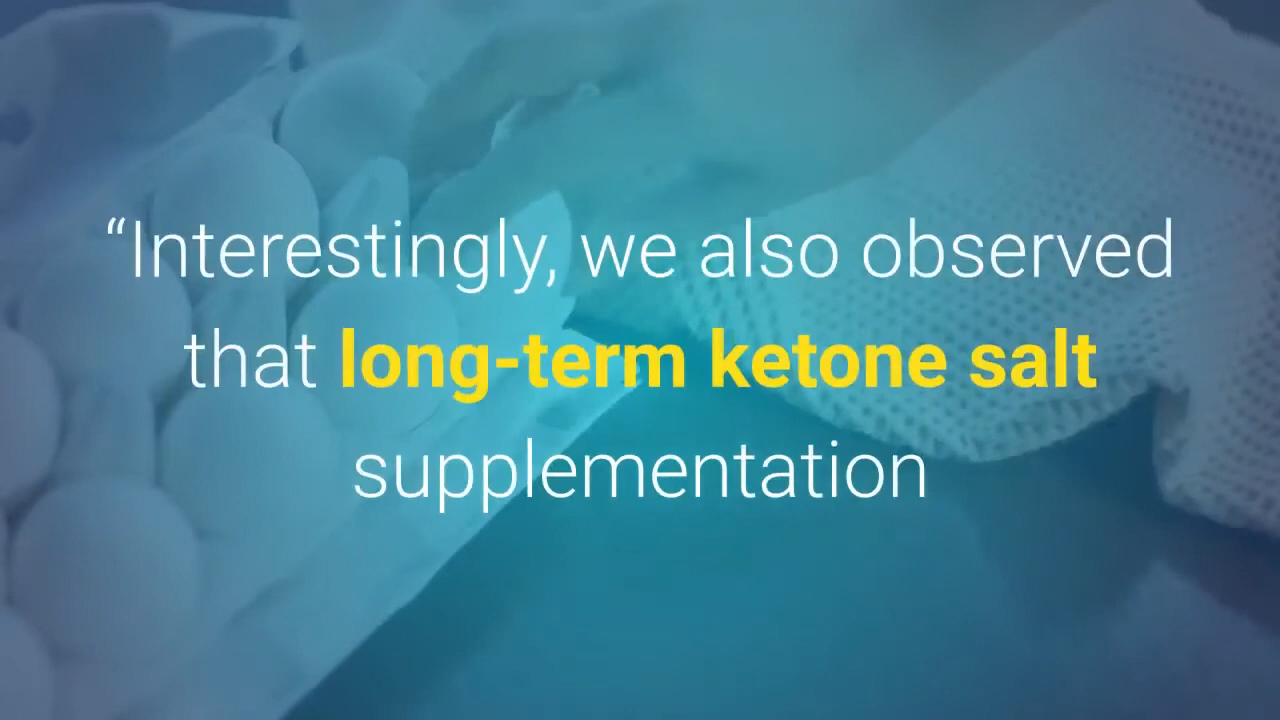 “Interestingly, we also observed
that long-term ketone salt
supplementation